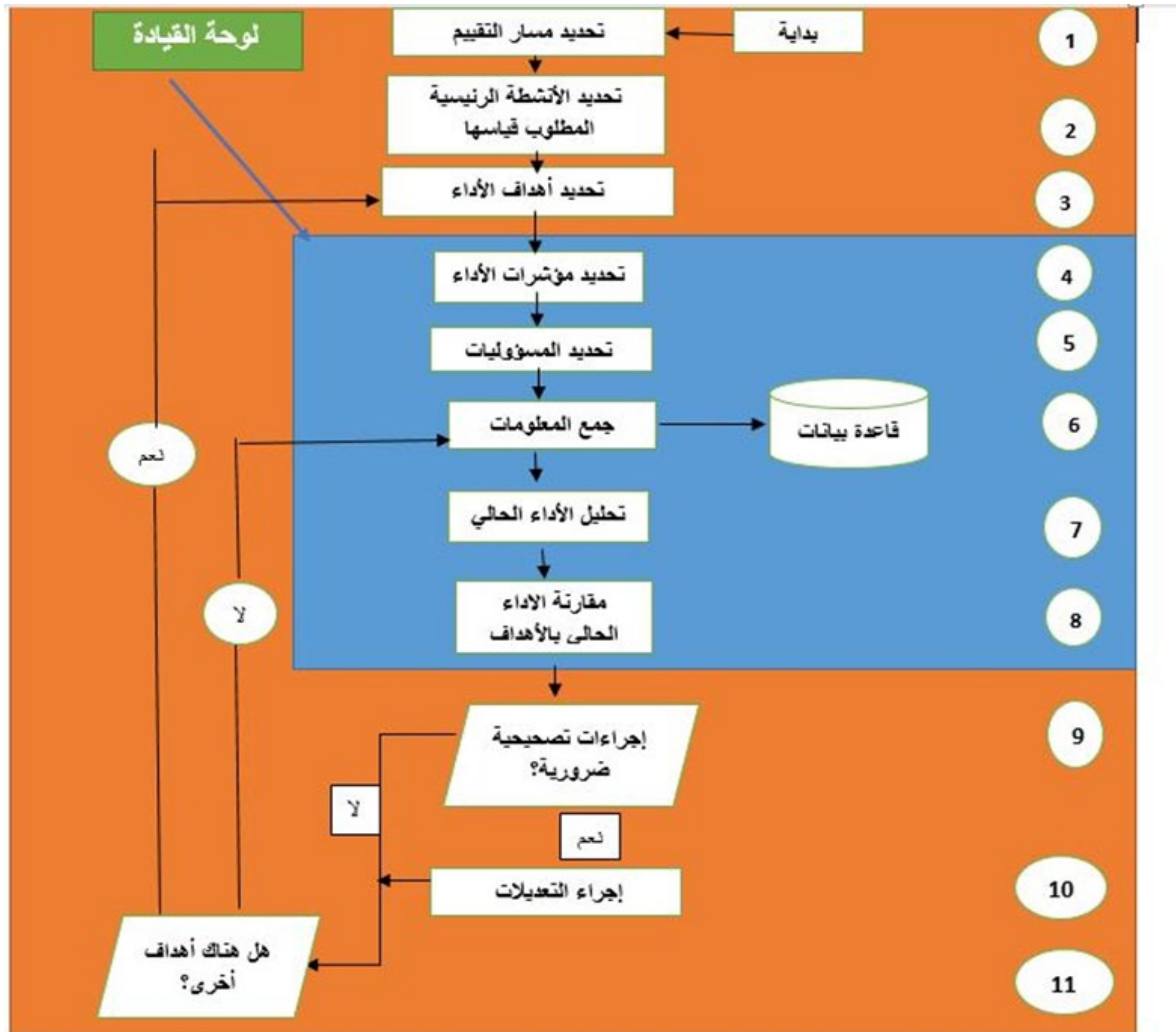 لوحة القيادة
بداية
تحديد مسار التقييم
1
تحديد الأنشطة الرئيسية
المطلوب قياسها
2
تحديد أهداف الأداء
3
تحديد مؤشرات الأداء
4
تحديد المسؤوليات
5
جمع المعلومات
قاعدة بيانات
6
نعم
تحليل الأداء الحالي
7
لا
مقارنة الاداء
الحالي بالأهداف
8
إجراءات تصحيحية
ضرورية؟
9
لا
نعم
إجراء التعديلات
10
هل هناك أهداف
أخرى؟
11